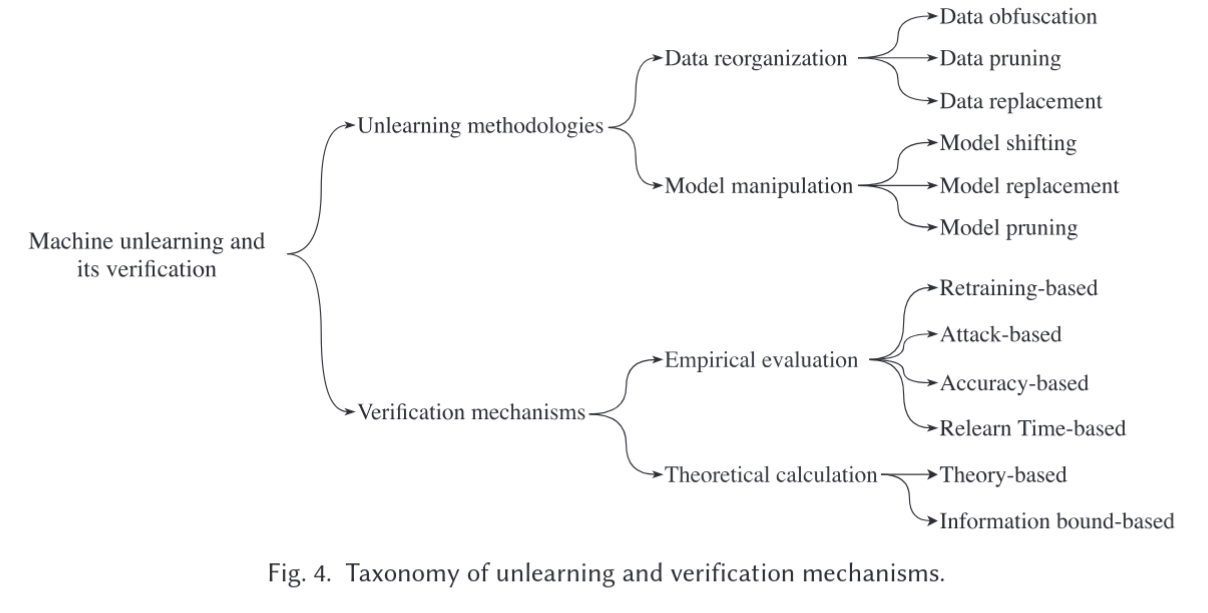 Data obfuscation
Data reorganization
Data pruning
Data replacement
Unlearning methodologies
Model shifting
Model manipulation
Model replacement
Model pruning
Machine unlearning and
its verification
Retraining-based
Attack-based
Empirical evaluation
Accuracy-based
Verification mechanisms
Relearn Time-based
Theoretical calculation
Theory-based
Information bound-based
Fig. 4. Taxonomy of unlearning and verification mechanisms.